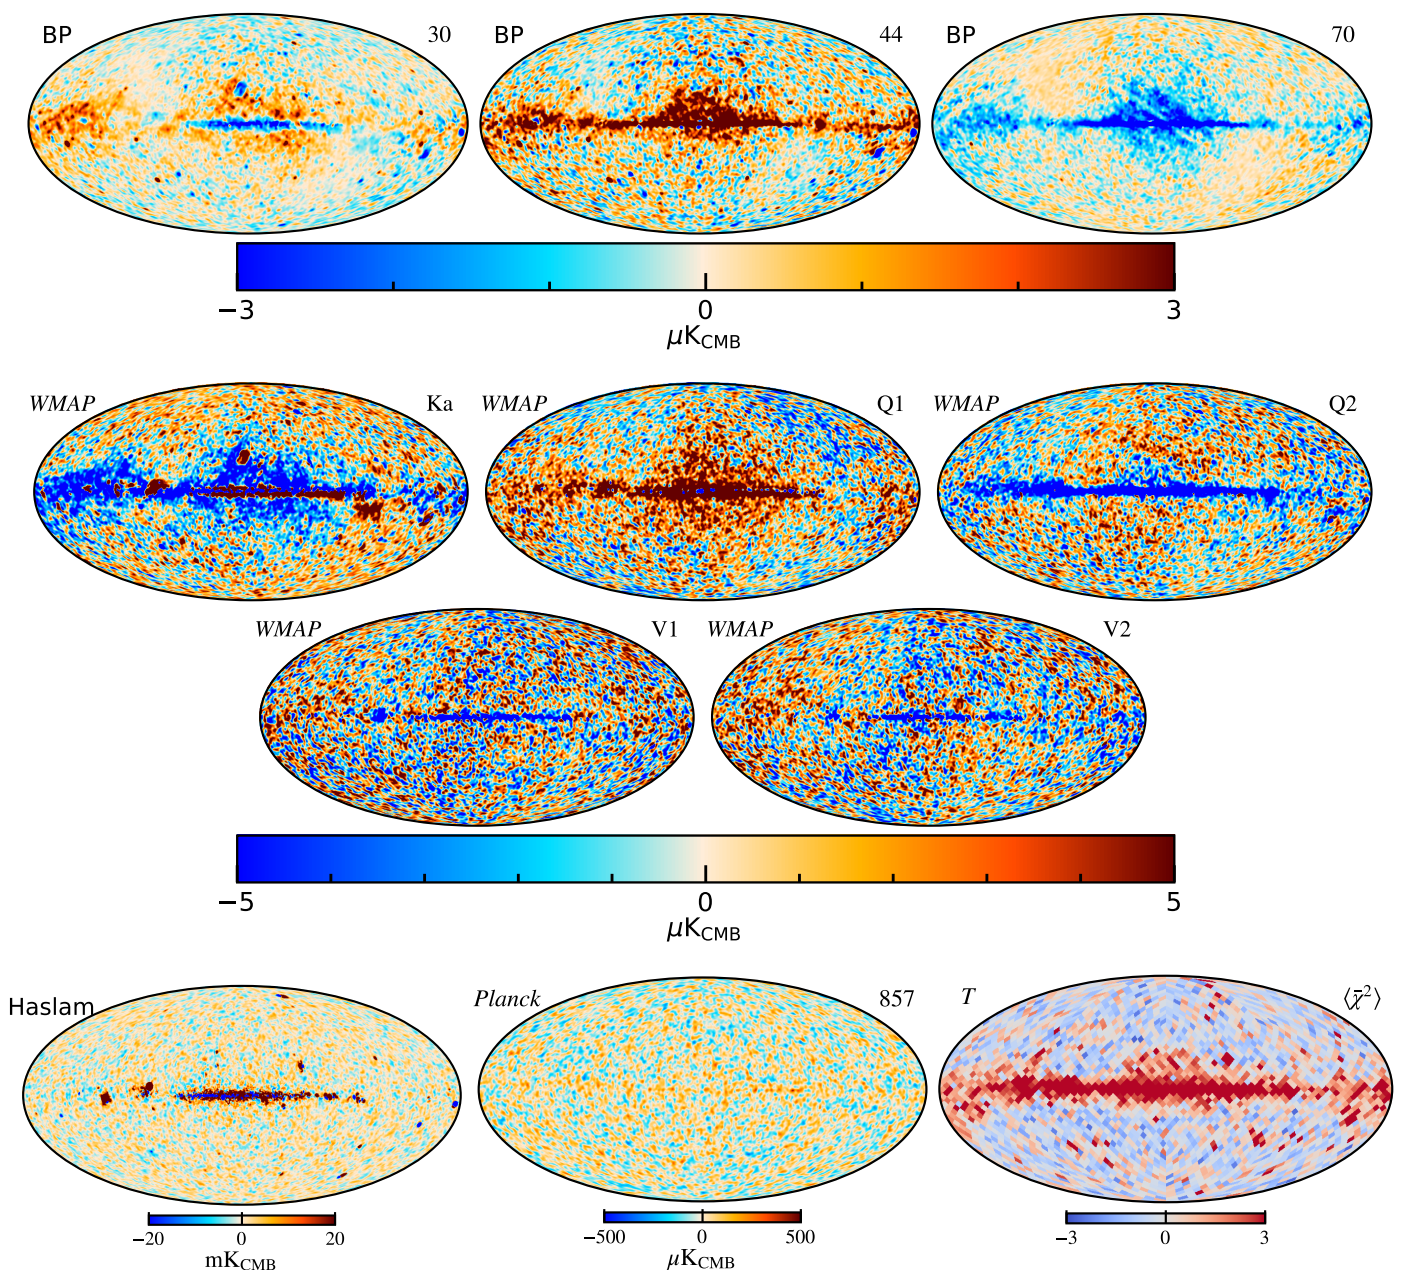 BP 30 BP 44 BP 70
−3 0 3
μK_CMB
WMAP Ka WMAP Q1 WMAP Q2
WMAP V1 WMAP V2
−5 0 5
μK_CMB
Haslam Planck 857 T ⟨χ̄²⟩
−20 0 20 −500 0 500 −3 0 3
mK_CMB μK_CMB